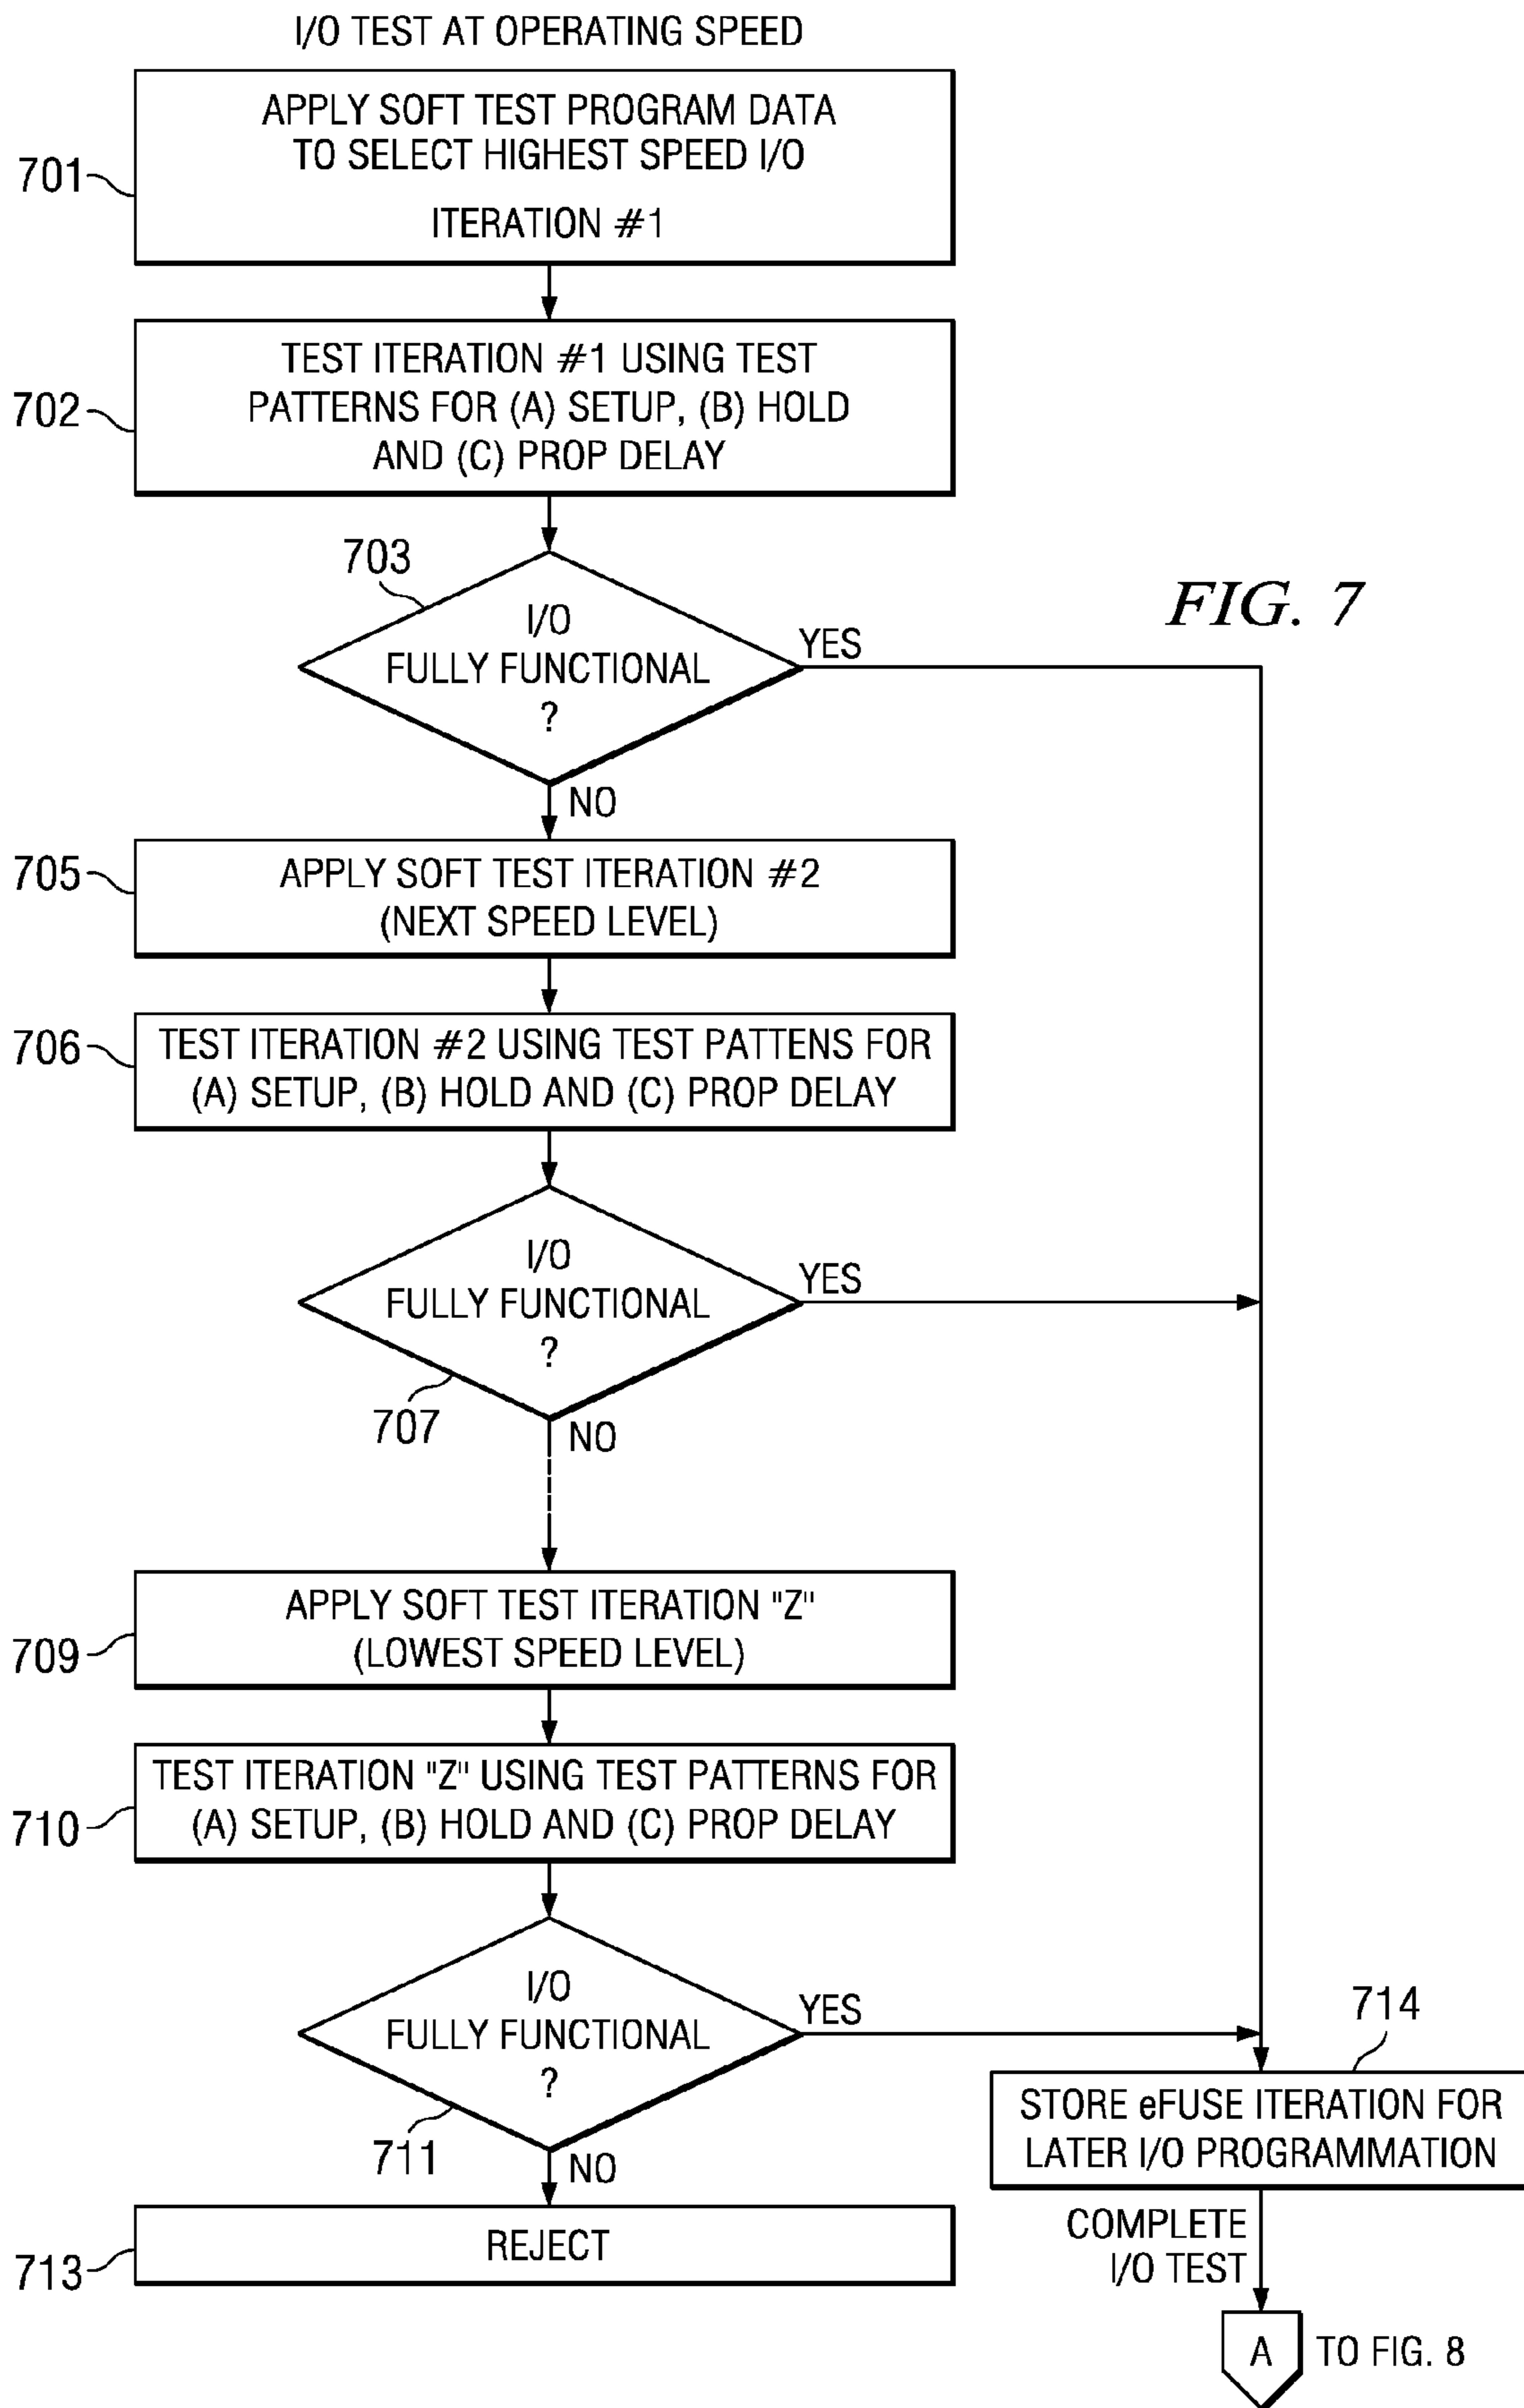 I/O TEST AT OPERATING SPEED
701
APPLY SOFT TEST PROGRAM DATA
TO SELECT HIGHEST SPEED I/O
ITERATION #1
702
TEST ITERATION #1 USING TEST
PATTERNS FOR (A) SETUP, (B) HOLD
AND (C) PROP DELAY
703
I/O
FULLY FUNCTIONAL
?
YES
NO
FIG. 7
705
APPLY SOFT TEST ITERATION #2
(NEXT SPEED LEVEL)
706
TEST ITERATION #2 USING TEST PATTENS FOR
(A) SETUP, (B) HOLD AND (C) PROP DELAY
I/O
FULLY FUNCTIONAL
?
YES
707
NO
709
APPLY SOFT TEST ITERATION "Z"
(LOWEST SPEED LEVEL)
710
TEST ITERATION "Z" USING TEST PATTERNS FOR
(A) SETUP, (B) HOLD AND (C) PROP DELAY
I/O
FULLY FUNCTIONAL
?
YES
711
NO
713
REJECT
714
STORE eFUSE ITERATION FOR
LATER I/O PROGRAMMATION
COMPLETE
I/O TEST
A
TO FIG. 8